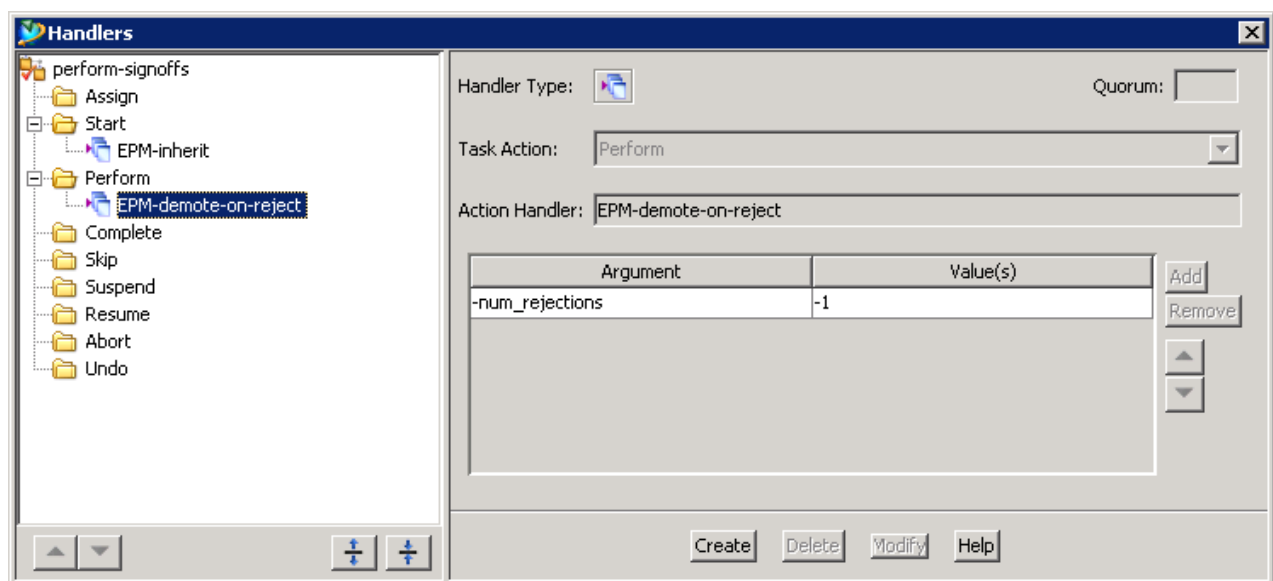 Handlers
perform-signoffs
Assign
Start
EPM-inherit
Perform
EPM-demote-on-reject
Complete
Skip
Suspend
Resume
Abort
Undo
Handler Type:
Quorum:
Task Action:
Perform
Action Handler:
EPM-demote-on-reject
Argument
Value(s)
-num_rejections
-1
Add
Remove
Create
Delete
Modify
Help